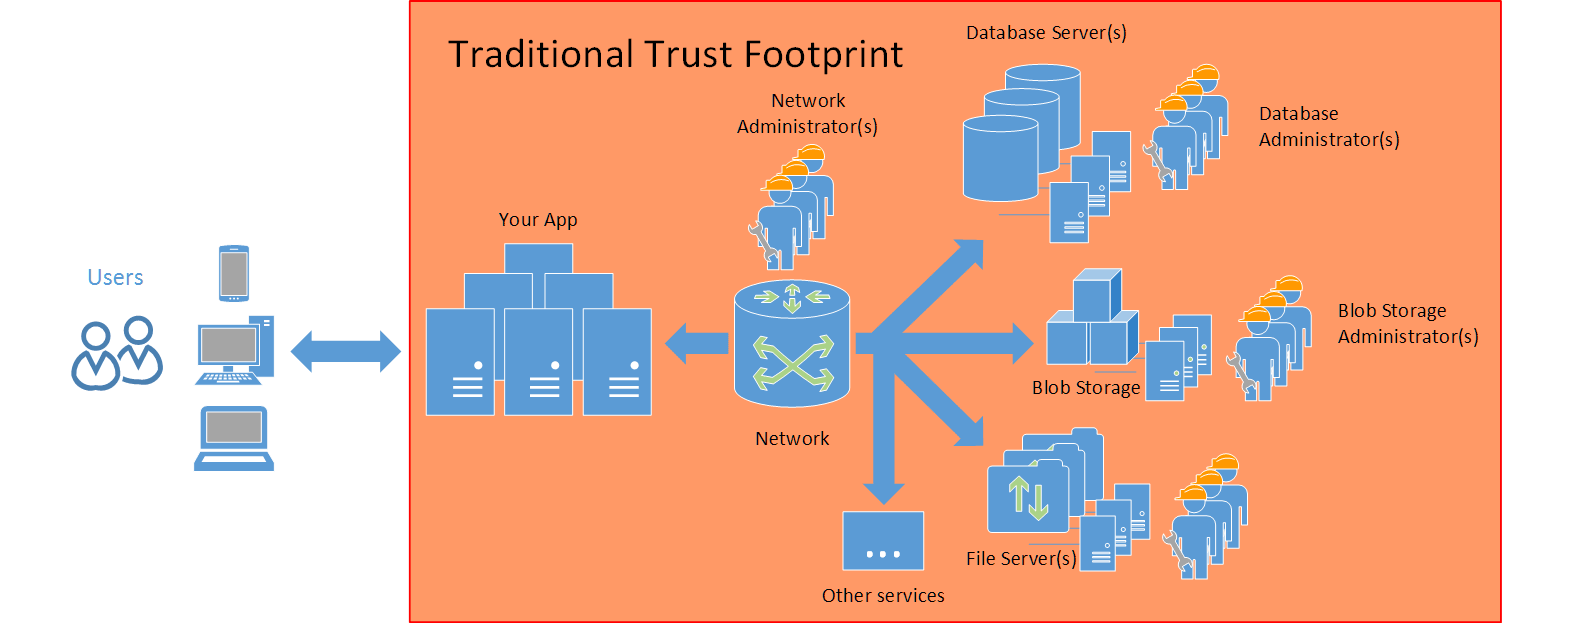 Traditional Trust Footprint
Users
Your App
Network
Administrator(s)
Network
Database Server(s)
Database
Administrator(s)
Blob Storage
Blob Storage
Administrator(s)
File Server(s)
Other services